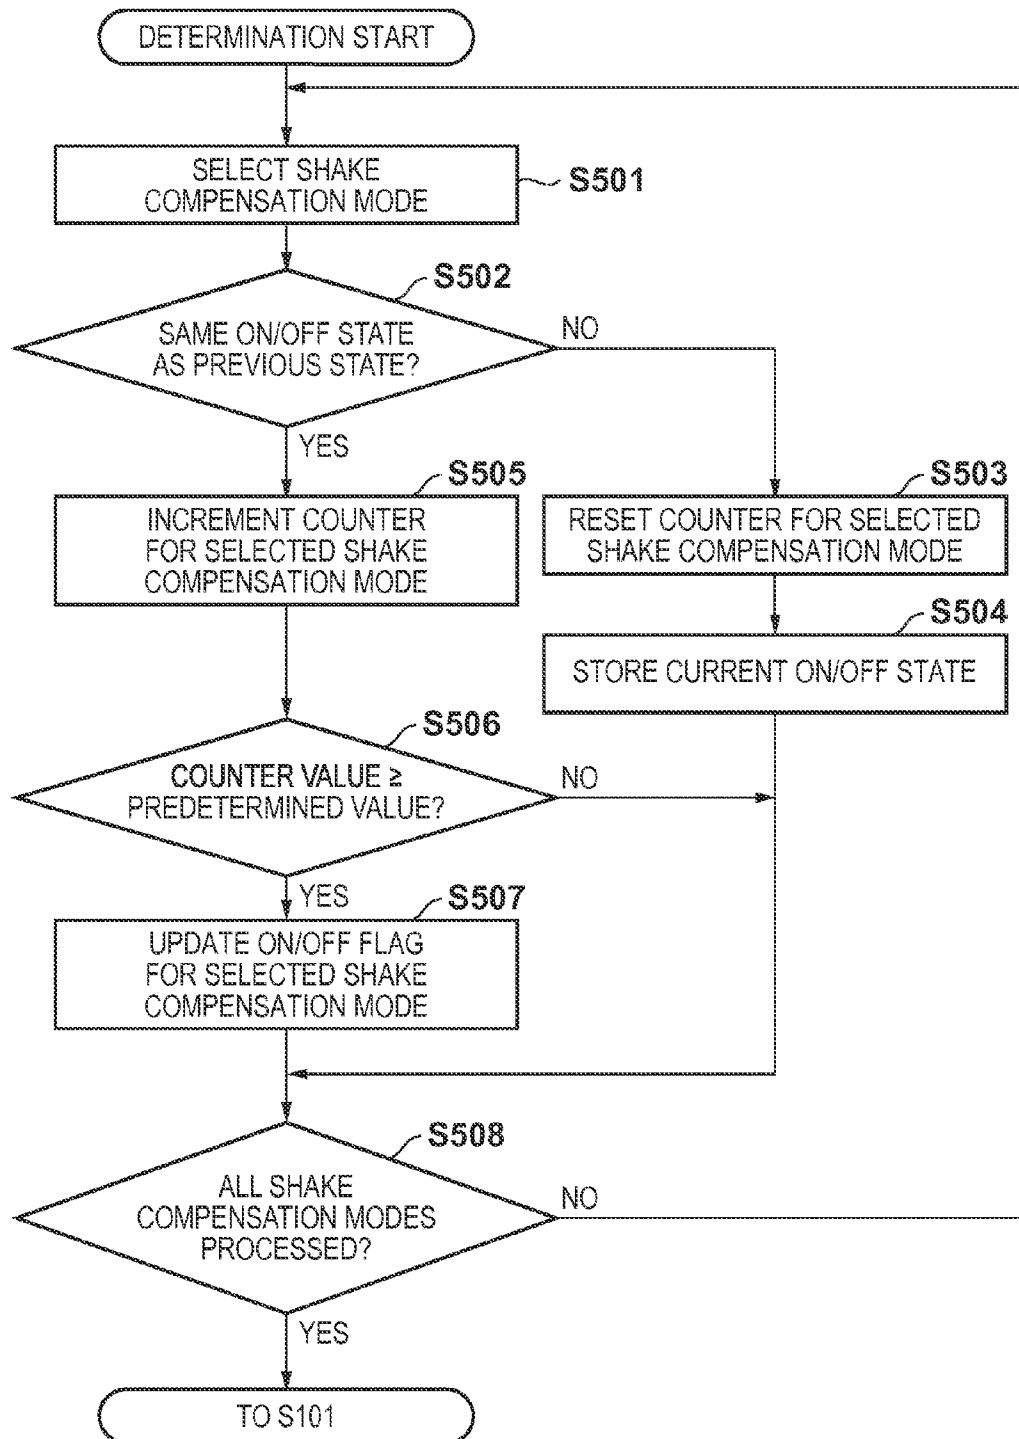 DETERMINATION START
SELECT SHAKE
COMPENSATION MODE
S501
S502
SAME ON/OFF STATE
AS PREVIOUS STATE?
NO
YES
S505
INCREMENT COUNTER
FOR SELECTED SHAKE
COMPENSATION MODE
S503
RESET COUNTER FOR SELECTED
SHAKE COMPENSATION MODE
S504
STORE CURRENT ON/OFF STATE
S506
COUNTER VALUE ≥
PREDETERMINED VALUE?
NO
YES
S507
UPDATE ON/OFF FLAG
FOR SELECTED SHAKE
COMPENSATION MODE
S508
ALL SHAKE
COMPENSATION MODES
PROCESSED?
NO
YES
TO S101